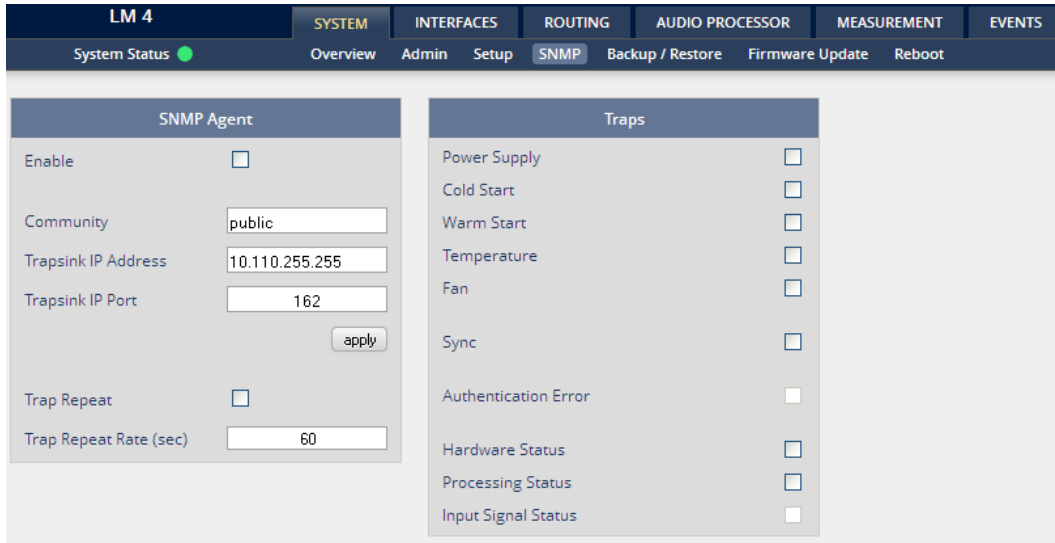 LM 4 SYSTEM INTERFACES ROUTING AUDIO PROCESSOR MEASUREMENT EVENTS
System Status Overview Admin Setup SNMP Backup / Restore Firmware Update Reboot
SNMP Agent
Enable
Community public
Trapsink IP Address 10.110.255.255
Trapsink IP Port 162
apply
Trap Repeat
Trap Repeat Rate (sec) 60
Traps
Power Supply
Cold Start
Warm Start
Temperature
Fan
Sync
Authentication Error
Hardware Status
Processing Status
Input Signal Status